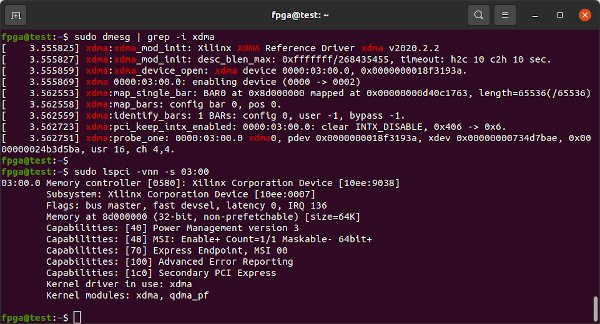 fpga@test: ~
fpga@test:~$ sudo dmesg | grep -i xdma
[    3.555825] xdma:xdma_mod_init: Xilinx XDMA Reference Driver xdma v2020.2.2
[    3.555827] xdma:xdma_mod_init: desc_blen_max: 0xfffffff/268435455, timeout: h2c 10 c2h 10 sec.
[    3.555859] xdma:xdma_device_open: xdma device 0000:03:00.0, 0x0000000018f3193a.
[    3.555869] xdma 0000:03:00.0: enabling device (0000 -> 0002)
[    3.562553] xdma:map_single_bar: BAR0 at 0x8d000000 mapped at 0x00000000d40c1763, length=65536(/65536)
[    3.562558] xdma:map_bars: config bar 0, pos 0.
[    3.562559] xdma:identify_bars: 1 BARs: config 0, user -1, bypass -1.
[    3.562723] xdma:pci_keep_intx_enabled: 0000:03:00.0: clear INTX_DISABLE, 0x406 -> 0x6.
[    3.562751] xdma:probe_one: 0000:03:00.0 xdma0, pdev 0x0000000018f3193a, xdev 0x00000000734d7bae, 0x00
000000024b3d5ba, usr 16, ch 4,4.
fpga@test:~$
fpga@test:~$ sudo lspci -vnn -s 03:00
03:00.0 Memory controller [0580]: Xilinx Corporation Device [10ee:9038]
Subsystem: Xilinx Corporation Device [10ee:0007]
Flags: bus master, fast devsel, latency 0, IRQ 136
Memory at 8d000000 (32-bit, non-prefetchable) [size=64K]
Capabilities: [40] Power Management version 3
Capabilities: [48] MSI: Enable+ Count=1/1 Maskable- 64bit+
Capabilities: [70] Express Endpoint, MSI 00
Capabilities: [100] Advanced Error Reporting
Capabilities: [1c0] Secondary PCI Express
Kernel driver in use: xdma
Kernel modules: xdma, qdma_pf
fpga@test:~$